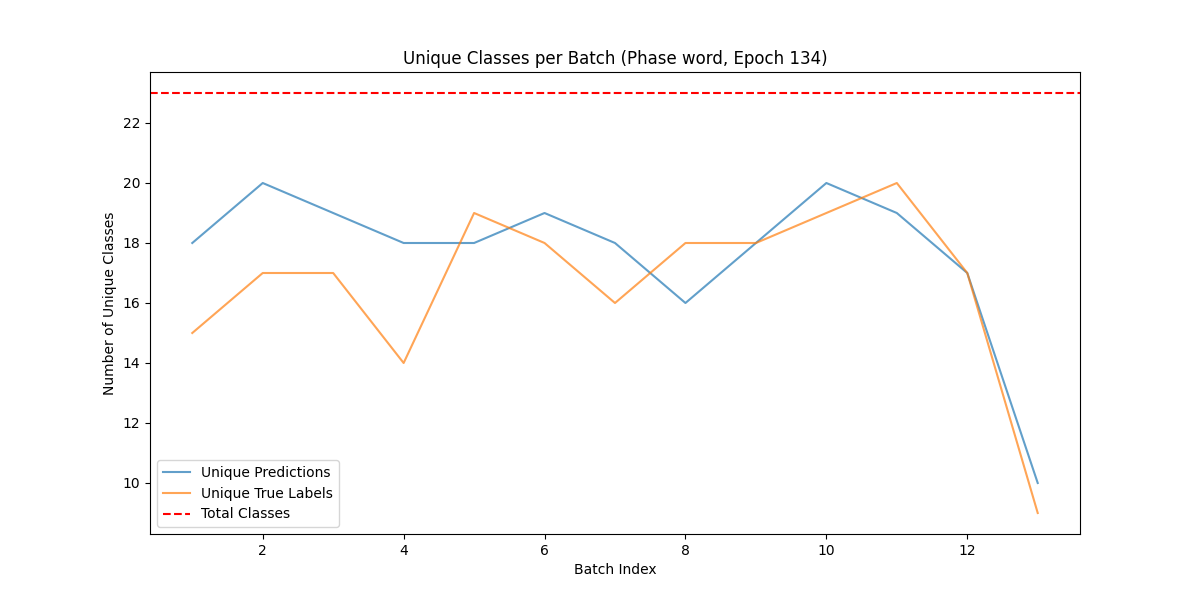 Unique Classes per Batch (Phase word, Epoch 134)
Number of Unique Classes
22
20
18
16
14
12
10
Unique Predictions
Unique True Labels
Total Classes
2
4
6
8
10
12
Batch Index